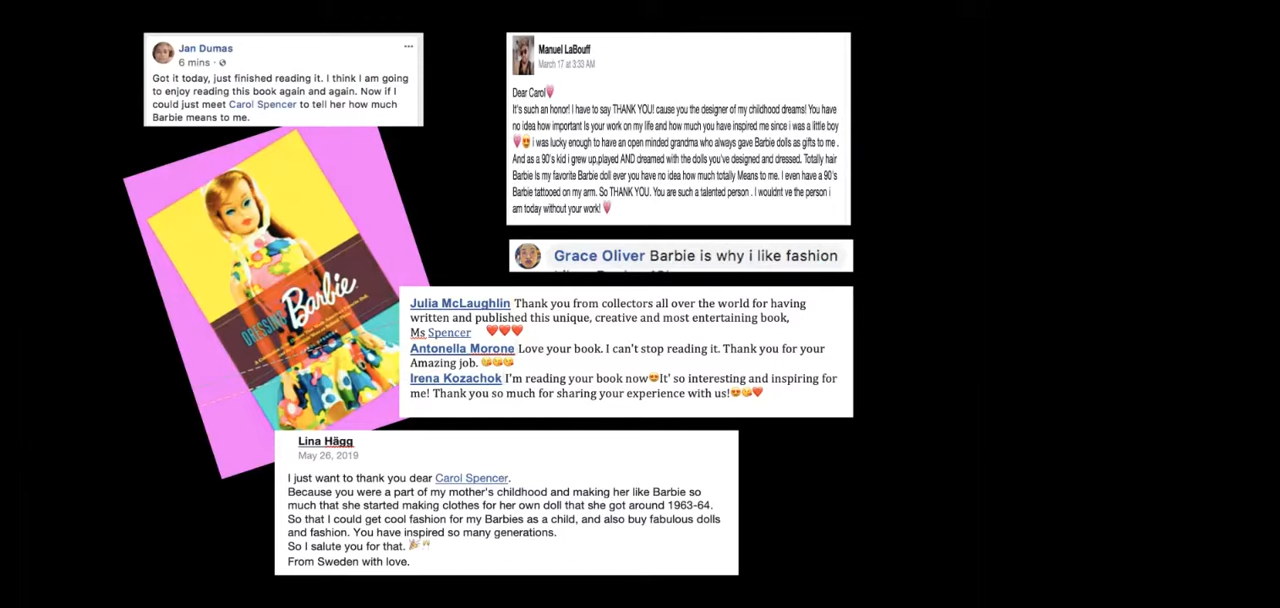 Jan Dumas
6 mins ·
Got it today, just finished reading it. I think I am going
to enjoy reading this book again and again. Now if I
could just meet Carol Spencer to tell her how much
Barbie means to me.
Manuel LaBouff
March 17 at 3:33 AM
Dear Carol💗
It's such an honor! I have to say THANK YOU! cause you the designer of my childhood dreams! You have
no idea how important Is your work on my life and how much you have inspired me since i was a little boy
💗😍 i was lucky enough to have an open minded grandma who always gave Barbie dolls as gifts to me .
And as a 90's kid i grew up,played AND dreamed with the dolls you've designed and dressed. Totally hair
Barbie Is my favorite Barbie doll ever you have no idea how much totally Means to me. I even have a 90's
Barbie tattooed on my arm. So THANK YOU. You are such a talented person . I wouldnt ve the person i
am today without your work! 💗
Grace Oliver Barbie is why i like fashion
DRESSING Barbie
Julia McLaughlin Thank you from collectors all over the world for having
written and published this unique, creative and most entertaining book,
Ms Spencer ❤️❤️❤️
Antonella Morone Love your book. I can't stop reading it. Thank you for your
Amazing job. 😘😘😘
Irena Kozachok I'm reading your book now😍It' so interesting and inspiring for
me! Thank you so much for sharing your experience with us!😍😘❤️
Lina Hägg
May 26, 2019
I just want to thank you dear Carol Spencer.
Because you were a part of my mother's childhood and making her like Barbie so
much that she started making clothes for her own doll that she got around 1963-64.
So that I could get cool fashion for my Barbies as a child, and also buy fabulous dolls
and fashion. You have inspired so many generations.
So I salute you for that. 🎉🙌
From Sweden with love.